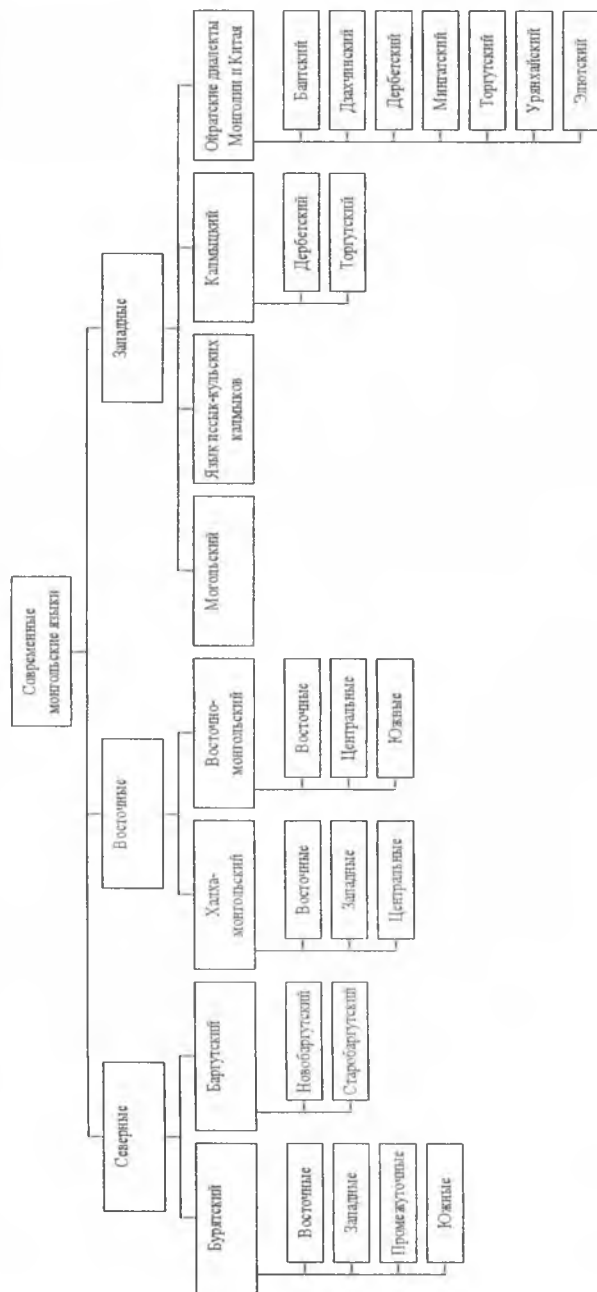 Современные
монгольские языки
Северные
Восточные
Западные
Бурятский
Баргутский
Халха-
монгольский
Восточно-
монгольский
Могольский
Язык иссык-кульских
калмыков
Калмыцкий
Ойратские диалекты
Монголии и Китая
Восточные
Западные
Промежуточные
Южные
Новобаргутский
Старобаргутский
Восточные
Западные
Центральные
Восточные
Центральные
Южные
Дербетский
Торгутский
Баитский
Дзахчинский
Дербетский
Мингатский
Торгутский
Урянхайский
Элютский